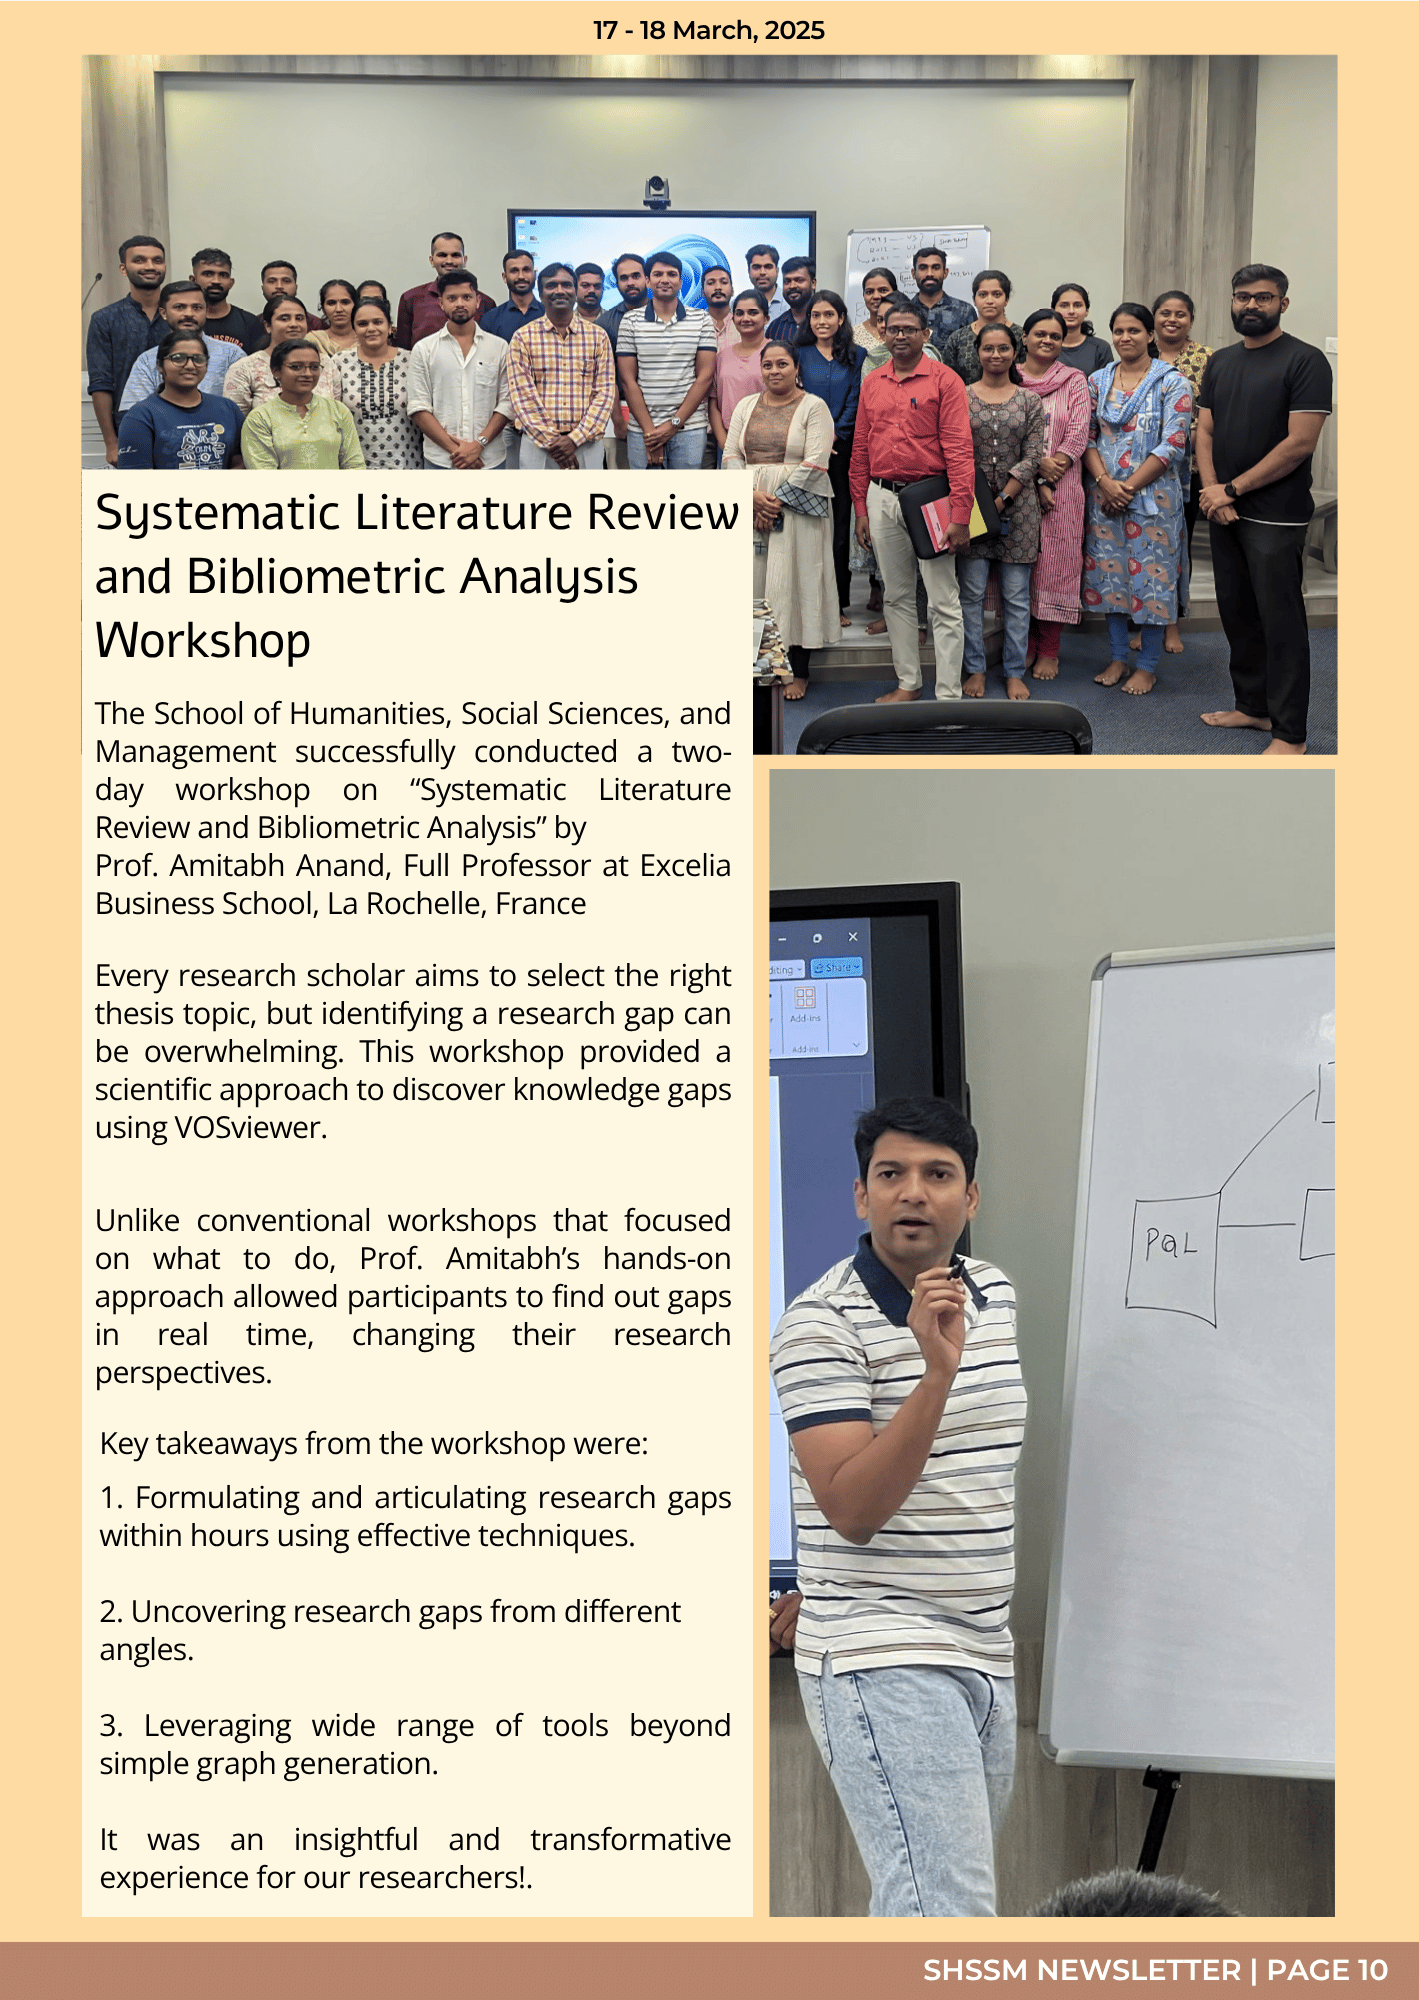 17 - 18 March, 2025
Systematic Literature Review
and Bibliometric Analysis
Workshop
The School of Humanities, Social Sciences, and
Management successfully conducted a two-
day workshop on “Systematic Literature
Review and Bibliometric Analysis” by
Prof. Amitabh Anand, Full Professor at Excelia
Business School, La Rochelle, France
Every research scholar aims to select the right
thesis topic, but identifying a research gap can
be overwhelming. This workshop provided a
scientific approach to discover knowledge gaps
using VOSviewer.
Unlike conventional workshops that focused
on what to do, Prof. Amitabh’s hands-on
approach allowed participants to find out gaps
in real time, changing their research
perspectives.
Key takeaways from the workshop were:
1. Formulating and articulating research gaps
within hours using effective techniques.
2. Uncovering research gaps from different
angles.
3. Leveraging wide range of tools beyond
simple graph generation.
It was an insightful and transformative
experience for our researchers!.
diting
Share
Add-ins
Add-ins
PQL
SHSSM NEWSLETTER | PAGE 10